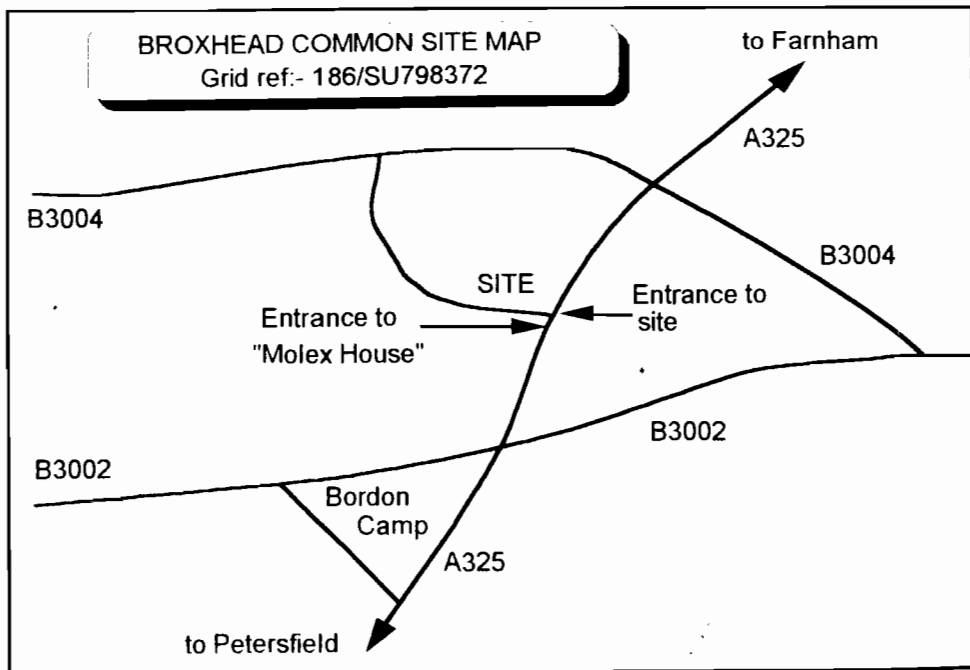 BROXHEAD COMMON SITE MAP
Grid ref:- 186/SU798372
to Farnham
A325
B3004
B3004
SITE
Entrance to
site
Entrance to
"Molex House"
B3002
B3002
Bordon
Camp
A325
to Petersfield